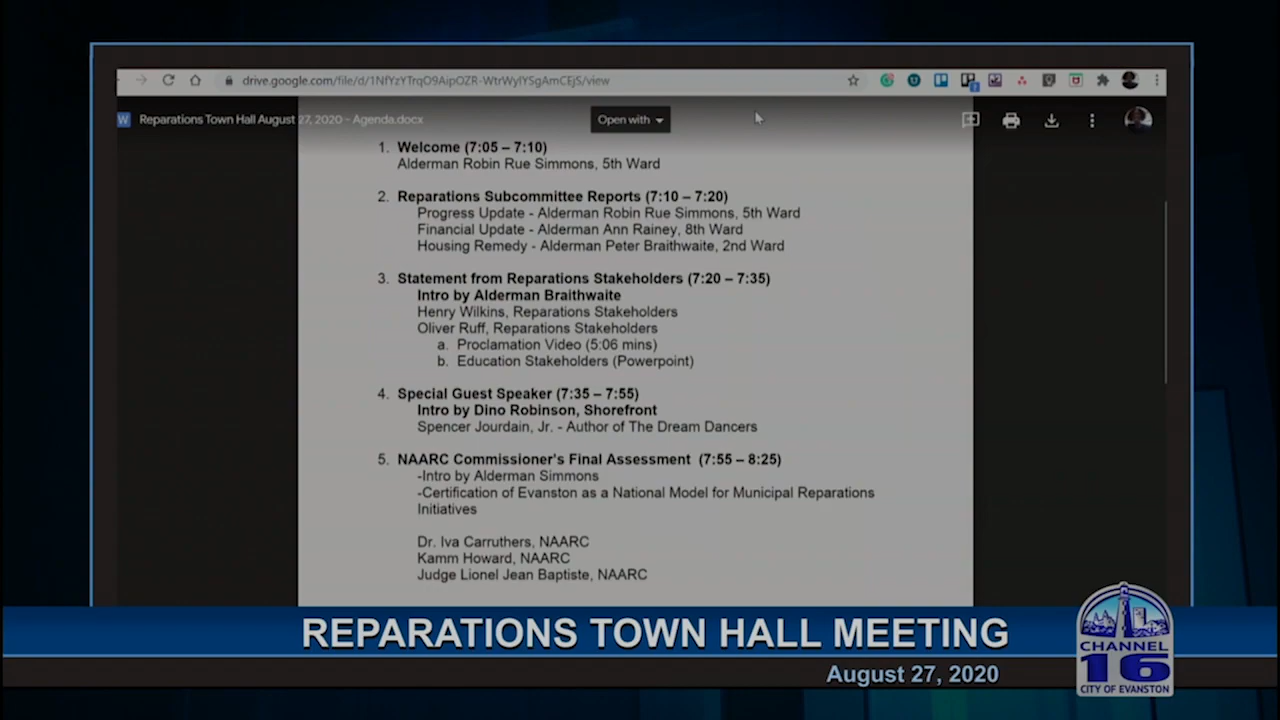 drive.google.com/file/d/1NfYzYTrqO9AipOZR-WtrWylYSgAmCEjS/view
Reparations Town Hall August 27, 2020 – Agenda.docx
Open with
1. Welcome (7:05 – 7:10)
Alderman Robin Rue Simmons, 5th Ward
2. Reparations Subcommittee Reports (7:10 – 7:20)
Progress Update - Alderman Robin Rue Simmons, 5th Ward
Financial Update - Alderman Ann Rainey, 8th Ward
Housing Remedy - Alderman Peter Braithwaite, 2nd Ward
3. Statement from Reparations Stakeholders (7:20 – 7:35)
Intro by Alderman Braithwaite
Henry Wilkins, Reparations Stakeholders
Oliver Ruff, Reparations Stakeholders
a. Proclamation Video (5:06 mins)
b. Education Stakeholders (Powerpoint)
4. Special Guest Speaker (7:35 – 7:55)
Intro by Dino Robinson, Shorefront
Spencer Jourdain, Jr. - Author of The Dream Dancers
5. NAARC Commissioner's Final Assessment (7:55 – 8:25)
-Intro by Alderman Simmons
-Certification of Evanston as a National Model for Municipal Reparations
Initiatives
Dr. Iva Carruthers, NAARC
Kamm Howard, NAARC
Judge Lionel Jean Baptiste, NAARC
REPARATIONS TOWN HALL MEETING
August 27, 2020
CHANNEL
16
CITY OF EVANSTON